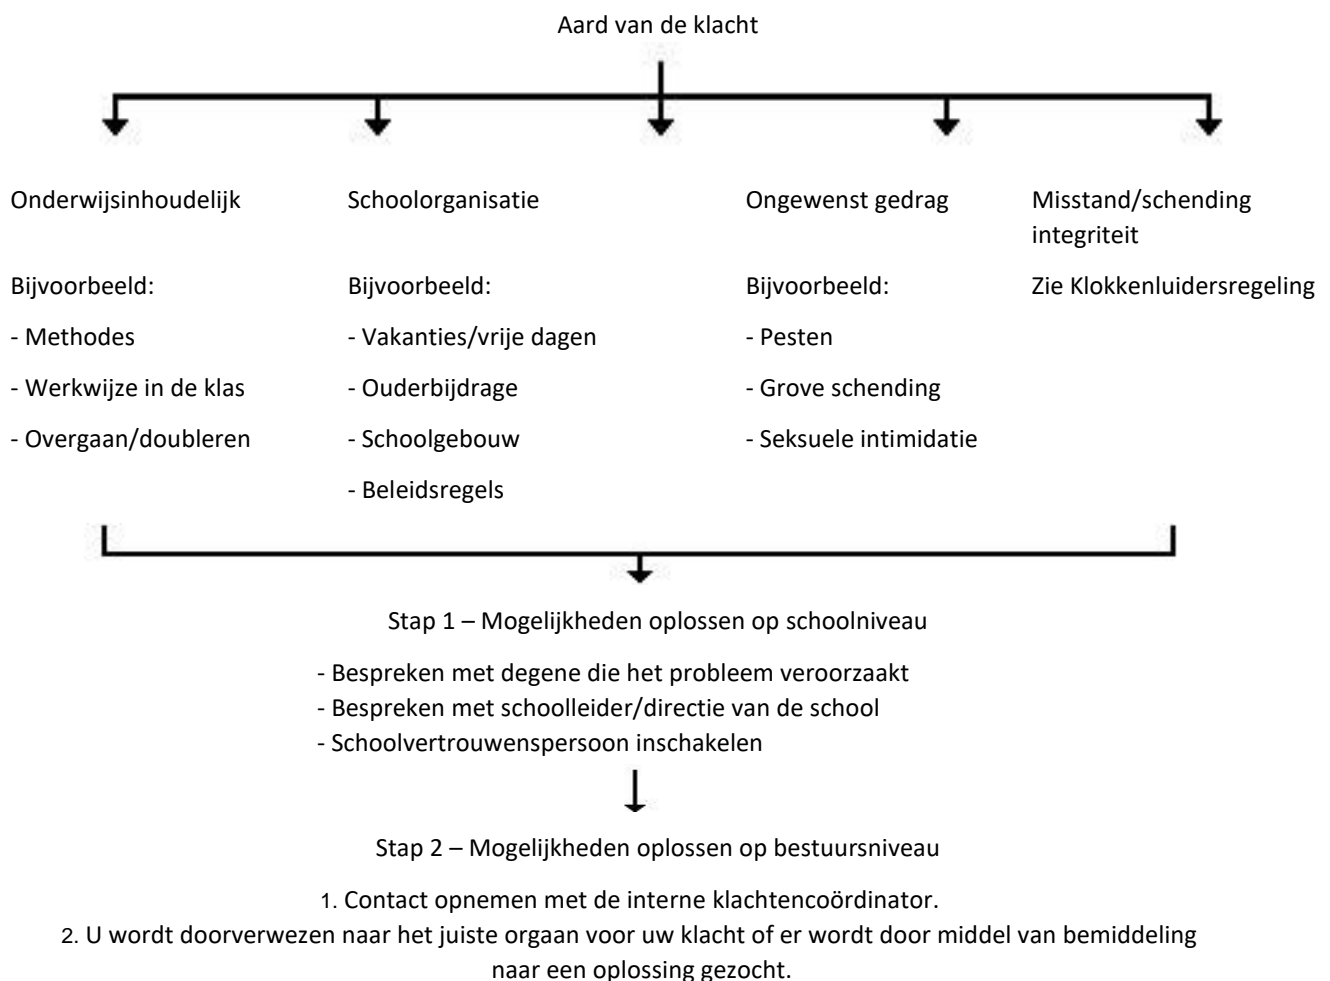 Aard van de klacht
Onderwijsinhoudelijk
Bijvoorbeeld:
- Methodes
- Werkwijze in de klas
- Overgaan/doubleren
Schoolorganisatie
Bijvoorbeeld:
- Vakanties/vrije dagen
- Ouderbijdrage
- Schoolgebouw
- Beleidsregels
Ongewenst gedrag
Bijvoorbeeld:
- Pesten
- Grove schending
- Seksuele intimidatie
Misstand/schending
integriteit
Zie Klokkenluidersregeling
Stap 1 – Mogelijkheden oplossen op schoolniveau
- Bespreken met degene die het probleem veroorzaakt
- Bespreken met schoolleider/directie van de school
- Schoolvertrouwenspersoon inschakelen
Stap 2 – Mogelijkheden oplossen op bestuursniveau
1. Contact opnemen met de interne klachtencoördinator.
2. U wordt doorverwezen naar het juiste orgaan voor uw klacht of er wordt door middel van bemiddeling
naar een oplossing gezocht.